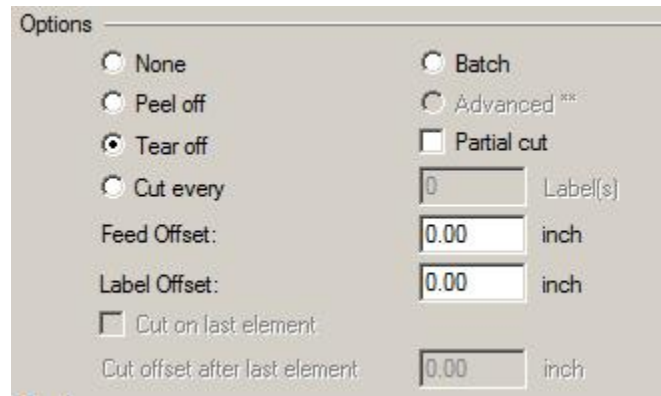 Options
None Batch
Peel off Advanced **
Tear off Partial cut
Cut every 0 Label(s)
Feed Offset: 0.00 inch
Label Offset: 0.00 inch
Cut on last element
Cut offset after last element 0.00 inch